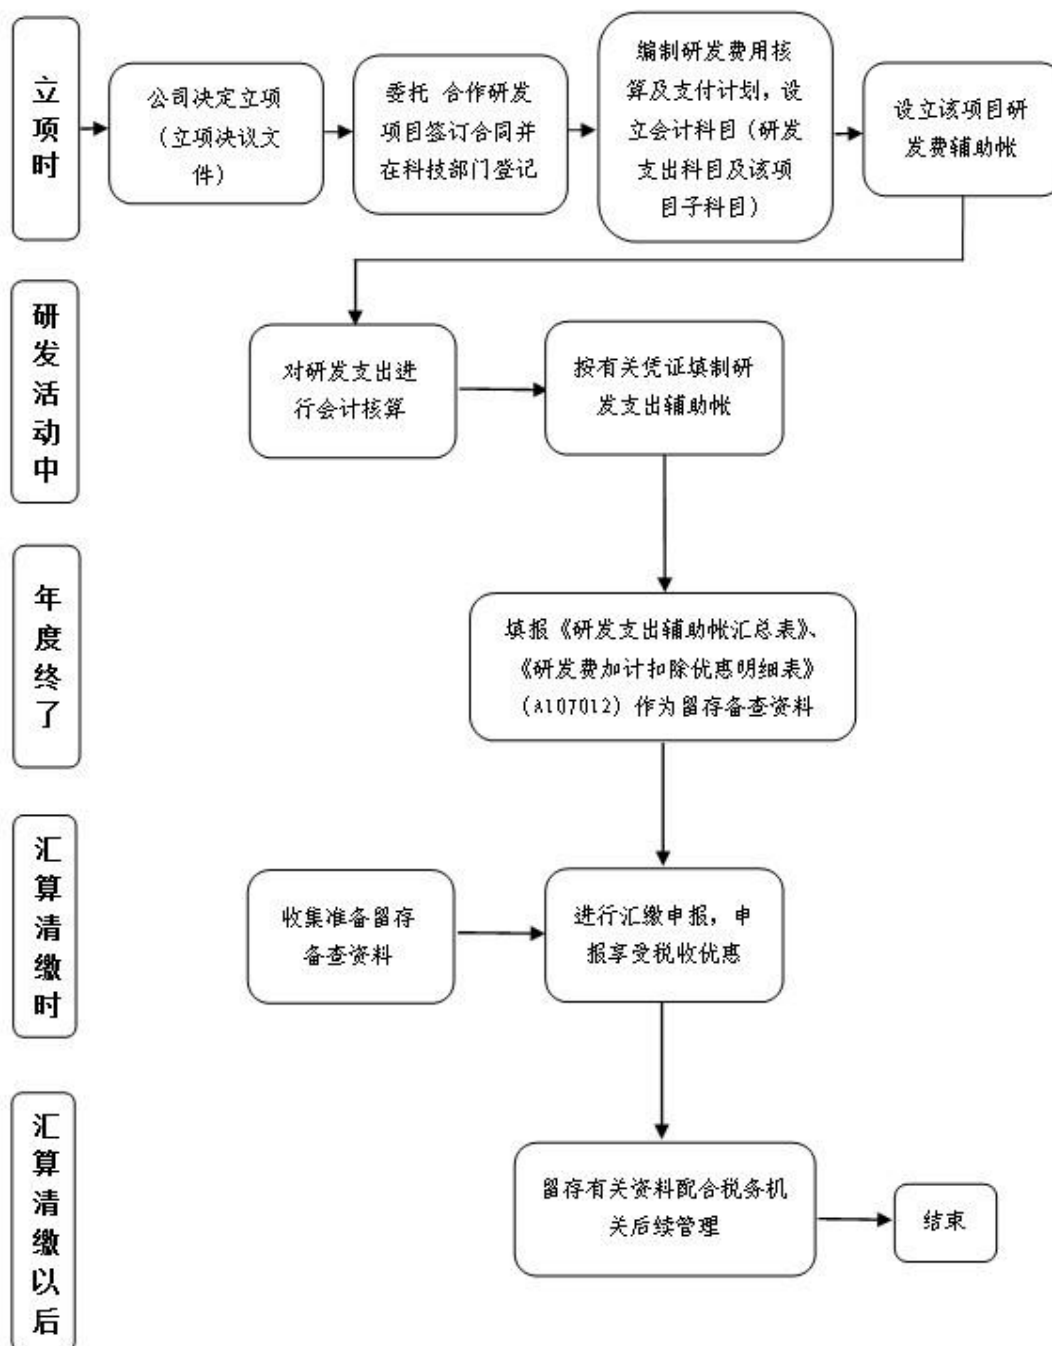 立项时
公司决定立项
（立项决议文
件）
委托 合作研发
项目签订合同并
在科技部门登记
编制研发费用核
算及支付计划，设
立会计科目（研发
支出科目及该项
目子科目）
设立该项目研
发费辅助帐
研发活动中
对研发支出进
行会计核算
按有关凭证填制研
发支出辅助帐
年度终了
填报《研发支出辅助帐汇总表》、
《研发费加计扣除优惠明细表》
（A107012）作为留存备查资料
汇算清缴时
收集准备留存
备查资料
进行汇缴申报，申
报享受税收优惠
汇算清缴以后
留存有关资料配合税务机
关后续管理
结束